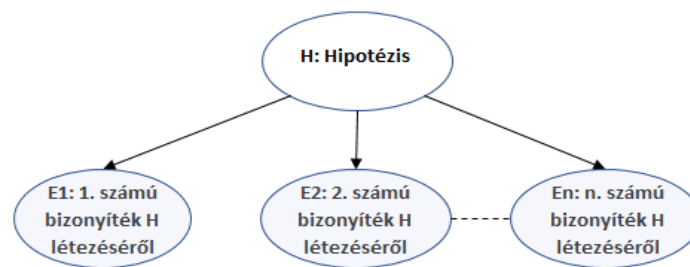 H: Hipotézis
E1: 1. számú
bizonyíték H
létezéséről
E2: 2. számú
bizonyíték H
létezéséről
En: n. számú
bizonyíték H
létezéséről